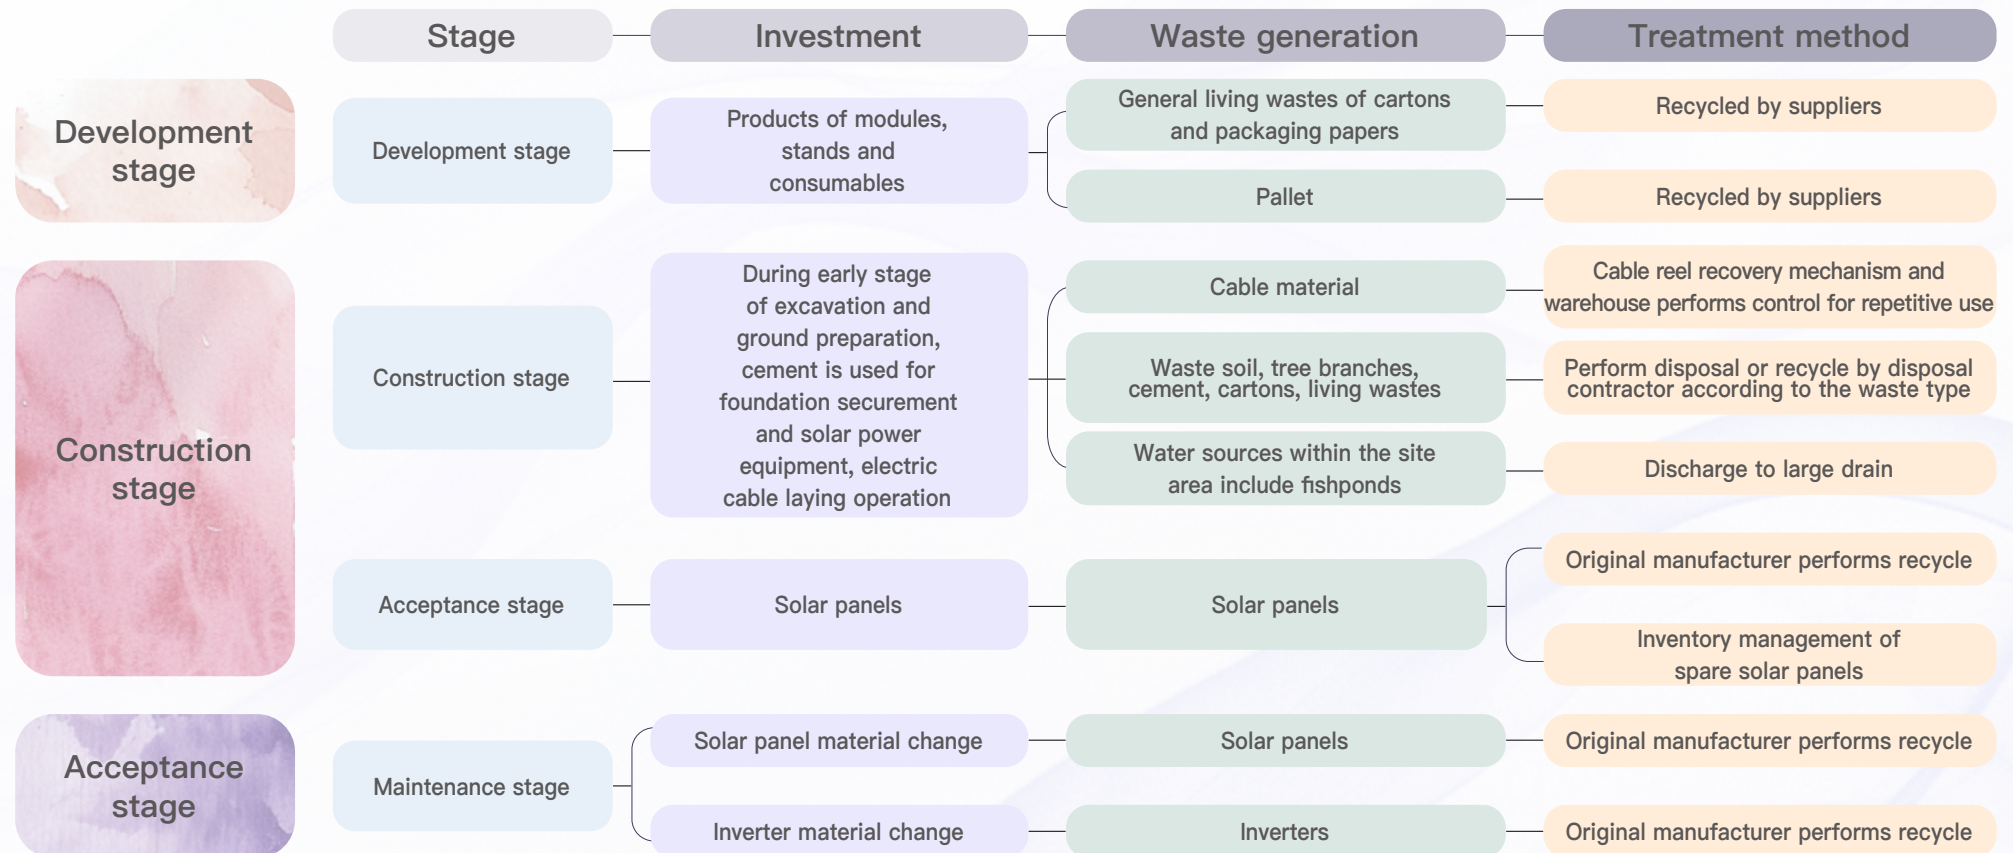 Stage
Investment
Waste generation
Treatment method
Development
stage
Development stage
Products of modules,
stands and
consumables
General living wastes of cartons
and packaging papers
Recycled by suppliers
Pallet
Recycled by suppliers
Construction
stage
Construction stage
During early stage
of excavation and
ground preparation,
cement is used for
foundation securement
and solar power
equipment, electric
cable laying operation
Cable material
Cable reel recovery mechanism and
warehouse performs control for repetitive use
Waste soil, tree branches,
cement, cartons, living wastes
Perform disposal or recycle by disposal
contractor according to the waste type
Water sources within the site
area include fishponds
Discharge to large drain
Acceptance stage
Solar panels
Solar panels
Original manufacturer performs recycle
Inventory management of
spare solar panels
Acceptance
stage
Maintenance stage
Solar panel material change
Solar panels
Original manufacturer performs recycle
Inverter material change
Inverters
Original manufacturer performs recycle